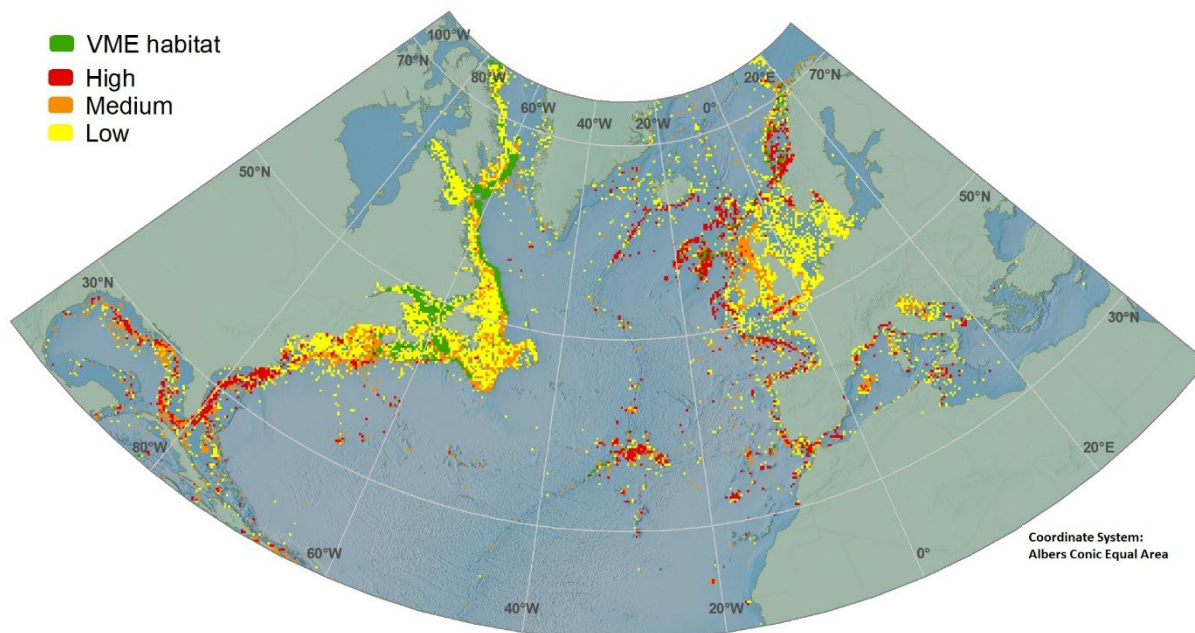 VME habitat
High
Medium
Low
100°W
70°N
80°W
60°W
40°W
20°W
0°
20°E
70°N
50°N
50°N
30°N
30°N
80°W
60°W
40°W
20°W
0°
20°E
Coordinate System:
Albers Conic Equal Area